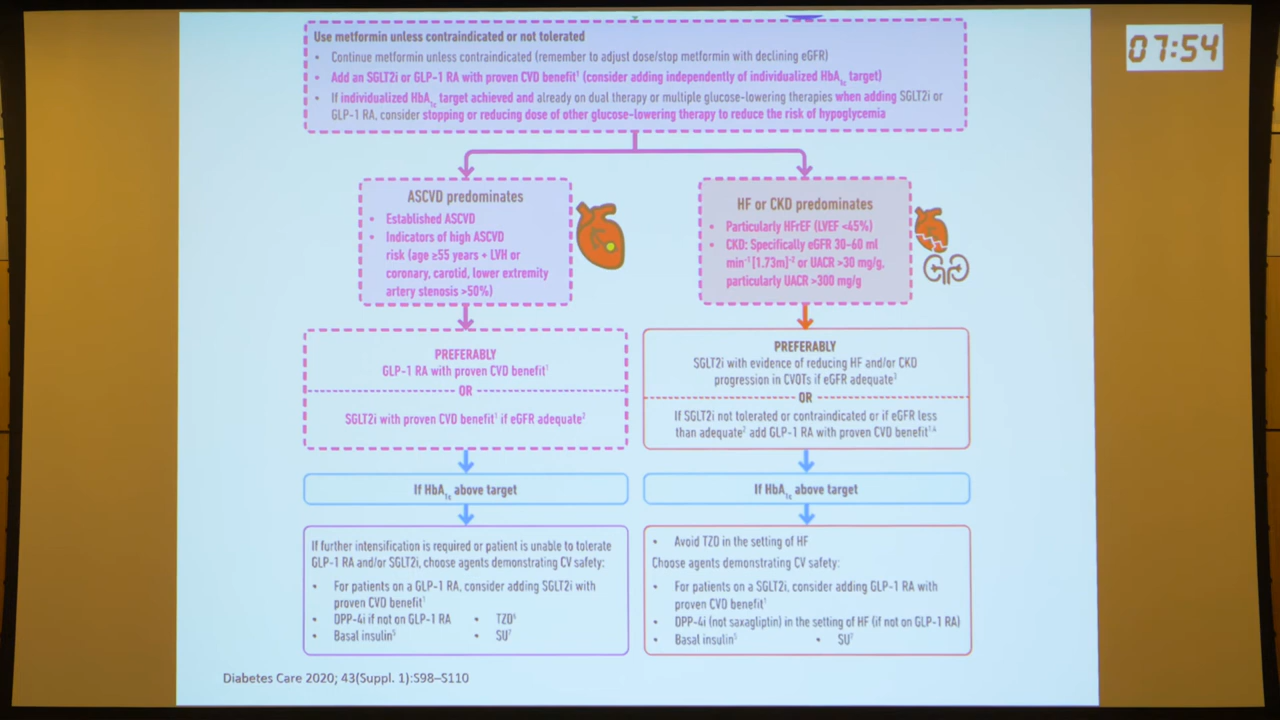 07:54
Use metformin unless contraindicated or not tolerated
• Continue metformin unless contraindicated (remember to adjust dose/stop metformin with declining eGFR)
• Add an SGLT2i or GLP-1 RA with proven CVD benefit¹ (consider adding independently of individualized HbA1c target)
• If individualized HbA1c target achieved and already on dual therapy or multiple glucose-lowering therapies when adding SGLT2i or
GLP-1 RA, consider stopping or reducing dose of other glucose-lowering therapy to reduce the risk of hypoglycemia
ASCVD predominates
• Established ASCVD
• Indicators of high ASCVD
risk (age ≥55 years + LVH or
coronary, carotid, lower extremity
artery stenosis >50%)
HF or CKD predominates
• Particularly HFrEF (LVEF <45%)
• CKD: Specifically eGFR 30-60 ml
min⁻¹ [1.73m]⁻² or UACR >30 mg/g,
particularly UACR >300 mg/g
PREFERABLY
GLP-1 RA with proven CVD benefit¹
OR
SGLT2i with proven CVD benefit¹ if eGFR adequate²
PREFERABLY
SGLT2i with evidence of reducing HF and/or CKD
progression in CVOTs if eGFR adequate³
OR
If SGLT2i not tolerated or contraindicated or if eGFR less
than adequate² add GLP-1 RA with proven CVD benefit¹,⁴
If HbA1c above target
If HbA1c above target
If further intensification is required or patient is unable to tolerate
GLP-1 RA and/or SGLT2i, choose agents demonstrating CV safety:
• For patients on a GLP-1 RA, consider adding SGLT2i with
proven CVD benefit¹
• DPP-4i if not on GLP-1 RA • TZD⁶
• Basal insulin⁵ • SU⁷
• Avoid TZD in the setting of HF
Choose agents demonstrating CV safety:
• For patients on a SGLT2i, consider adding GLP-1 RA with
proven CVD benefit¹
• DPP-4i (not saxagliptin) in the setting of HF (if not on GLP-1 RA)
• Basal insulin⁵ • SU⁷
Diabetes Care 2020; 43(Suppl. 1):S98–S110